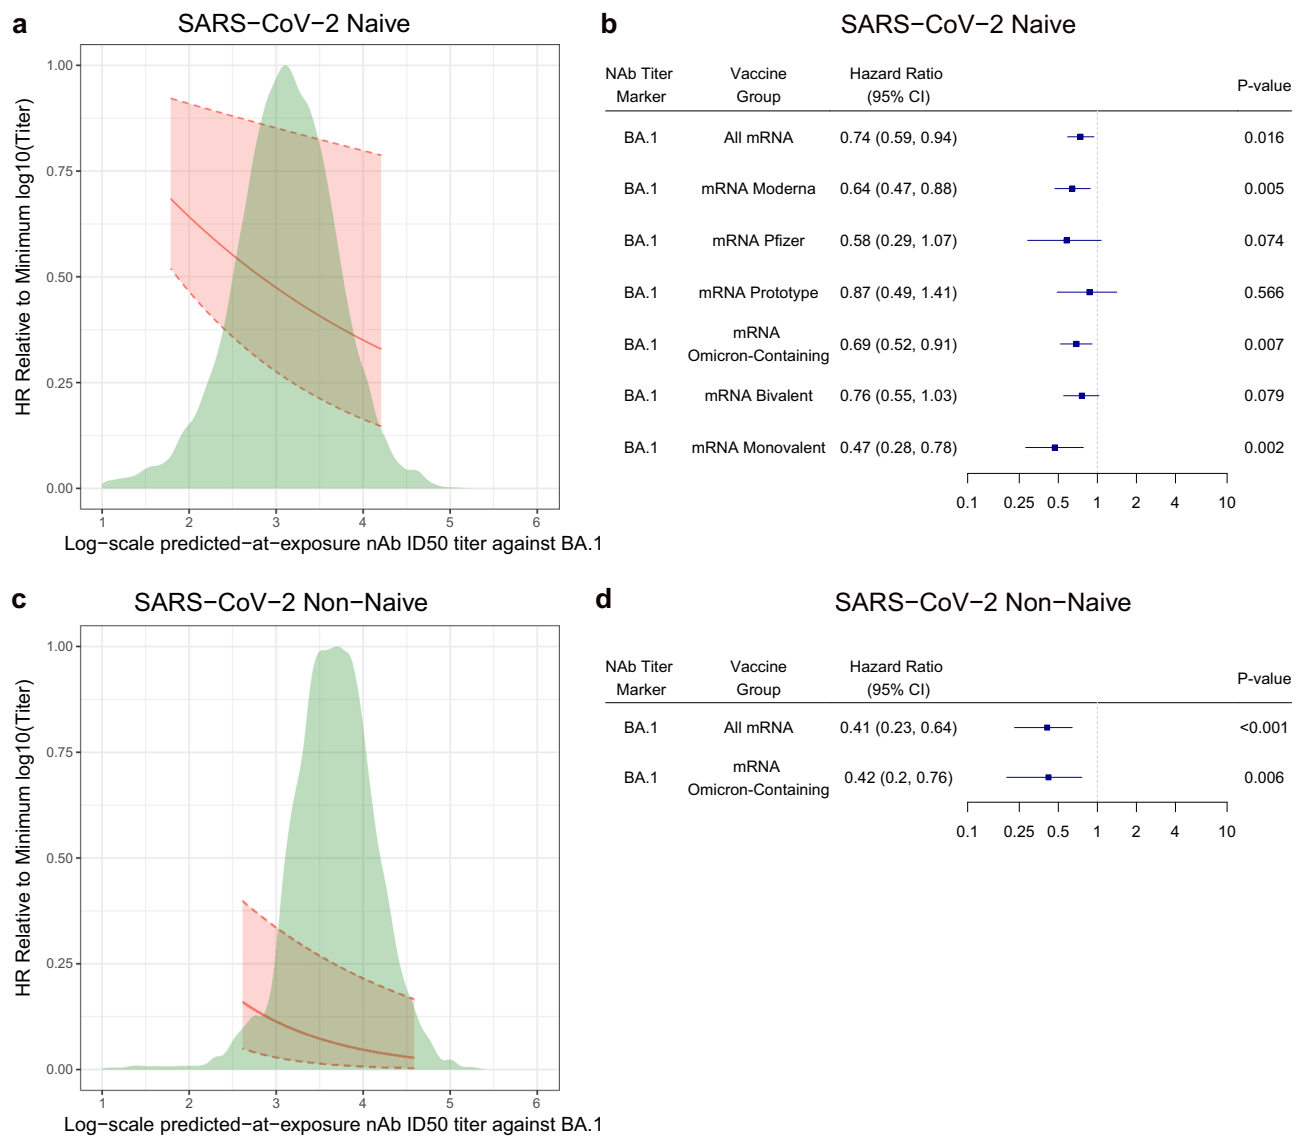 a
SARS−CoV−2 Naive
HR Relative to Minimum log10(Titer)
1.00
0.75
0.50
0.25
0.00
1 2 3 4 5 6
Log−scale predicted−at−exposure nAb ID50 titer against BA.1
b
SARS−CoV−2 Naive
NAb Titer Vaccine Hazard Ratio
Marker Group (95% CI) P-value
BA.1 All mRNA 0.74 (0.59, 0.94) 0.016
BA.1 mRNA Moderna 0.64 (0.47, 0.88) 0.005
BA.1 mRNA Pfizer 0.58 (0.29, 1.07) 0.074
BA.1 mRNA Prototype 0.87 (0.49, 1.41) 0.566
mRNA
BA.1 Omicron-Containing 0.69 (0.52, 0.91) 0.007
BA.1 mRNA Bivalent 0.76 (0.55, 1.03) 0.079
BA.1 mRNA Monovalent 0.47 (0.28, 0.78) 0.002
0.1 0.25 0.5 1 2 4 10
c
SARS−CoV−2 Non−Naive
HR Relative to Minimum log10(Titer)
1.00
0.75
0.50
0.25
0.00
1 2 3 4 5 6
Log−scale predicted−at−exposure nAb ID50 titer against BA.1
d
SARS−CoV−2 Non−Naive
NAb Titer Vaccine Hazard Ratio
Marker Group (95% CI) P-value
BA.1 All mRNA 0.41 (0.23, 0.64) <0.001
mRNA
BA.1 Omicron-Containing 0.42 (0.2, 0.76) 0.006
0.1 0.25 0.5 1 2 4 10